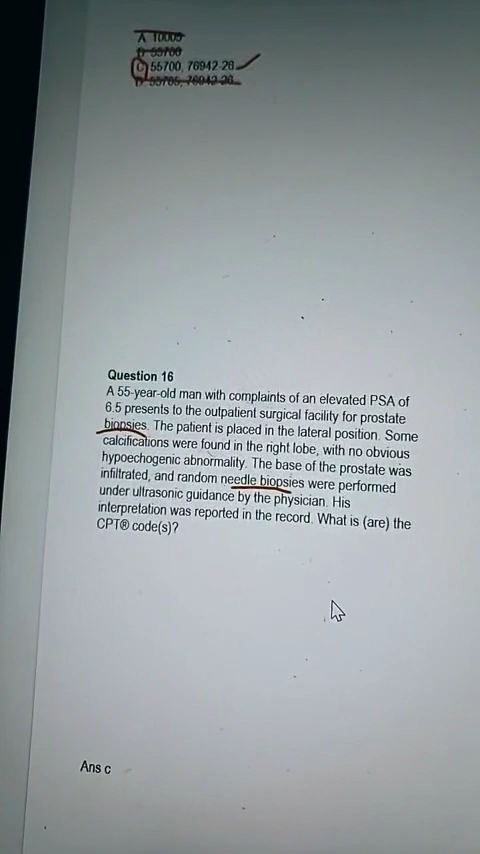 A 10005
D 55700
C 55700, 76942-26
D 55705, 76942-26
Question 16
A 55-year-old man with complaints of an elevated PSA of
6.5 presents to the outpatient surgical facility for prostate
biopsies. The patient is placed in the lateral position. Some
calcifications were found in the right lobe, with no obvious
hypoechogenic abnormality. The base of the prostate was
infiltrated, and random needle biopsies were performed
under ultrasonic guidance by the physician. His
interpretation was reported in the record. What is (are) the
CPT® code(s)?
Ans c